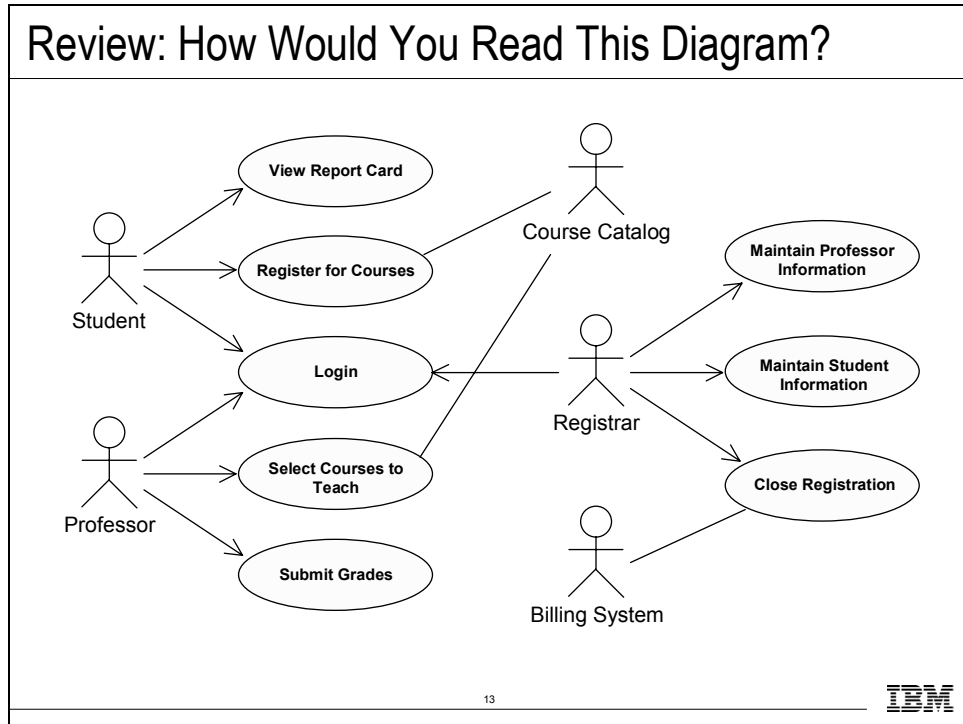 Review: How Would You Read This Diagram?
View Report Card
Course Catalog
Register for Courses
Maintain Professor
Information
Student
Login
Maintain Student
Information
Registrar
Select Courses to
Teach
Close Registration
Professor
Submit Grades
Billing System
13
IBM